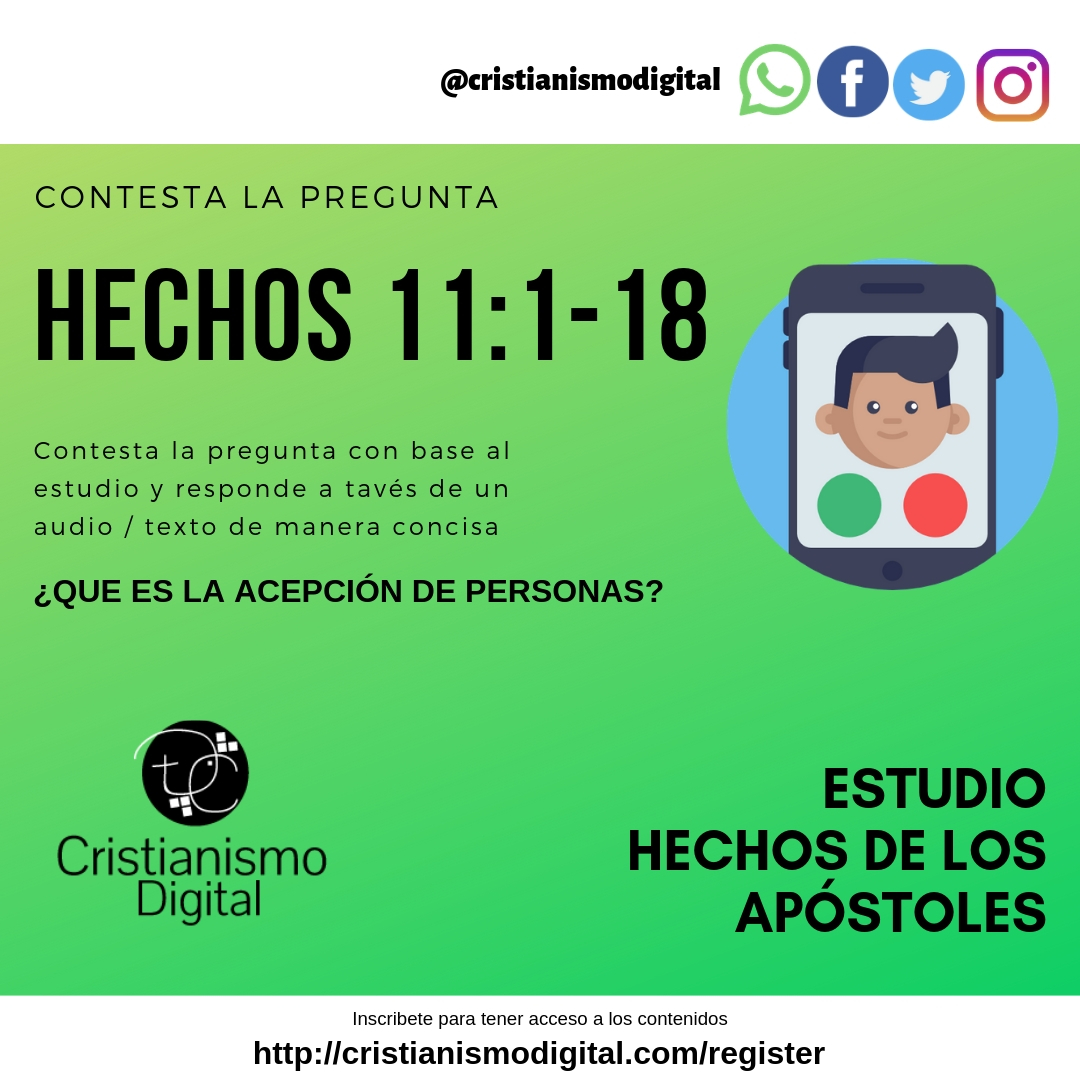 @cristianismodigital
CONTESTA LA PREGUNTA
HECHOS 11:1-18
Contesta la pregunta con base al
estudio y responde a tavés de un
audio / texto de manera concisa
¿QUE ES LA ACEPCIÓN DE PERSONAS?
Cristianismo
Digital
ESTUDIO
HECHOS DE LOS
APÓSTOLES
Inscribete para tener acceso a los contenidos
http://cristianismodigital.com/register